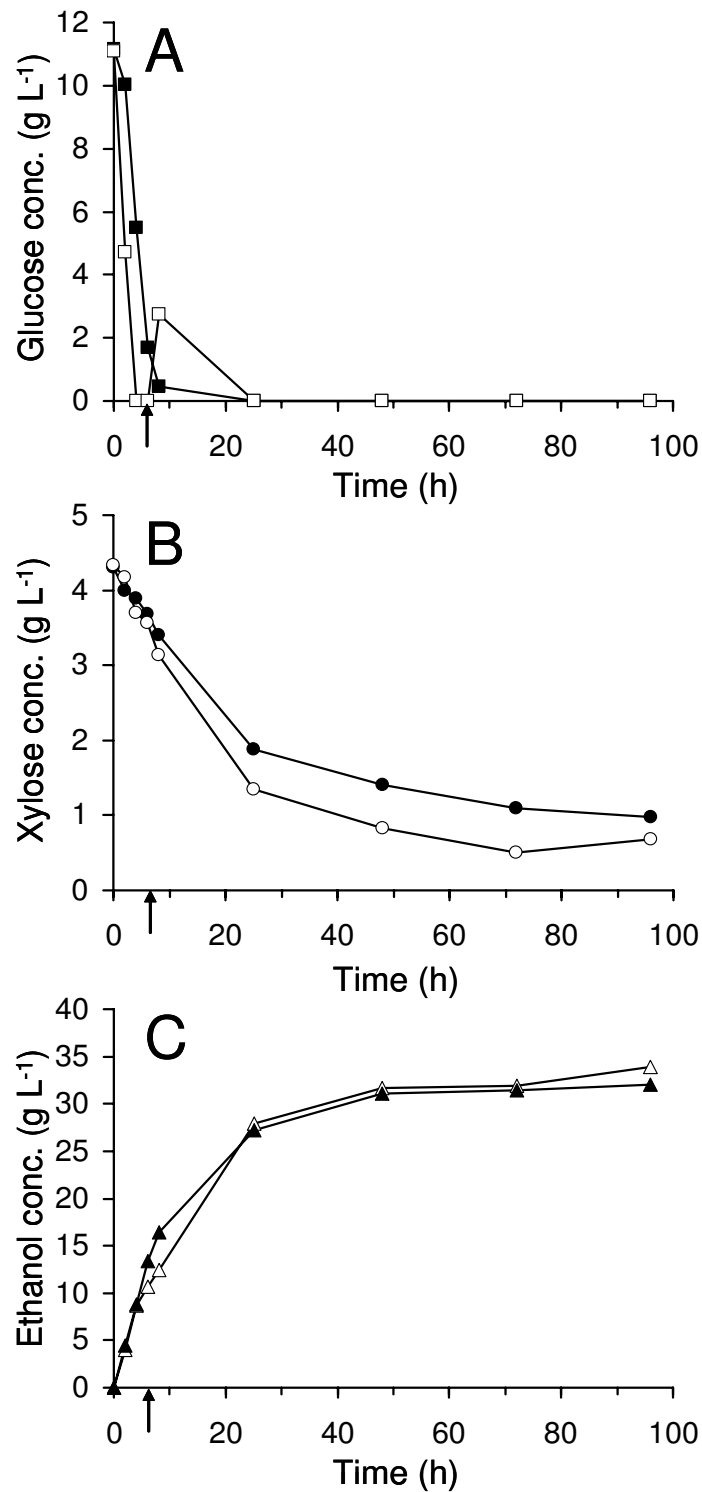 A
Glucose conc. (g L-1)
12
10
8
6
4
2
0
0 20 40 60 80 100
Time (h)
B
Xylose conc. (g L-1)
5
4
3
2
1
0
0 20 40 60 80 100
Time (h)
C
Ethanol conc. (g L-1)
40
35
30
25
20
15
10
5
0
0 20 40 60 80 100
Time (h)